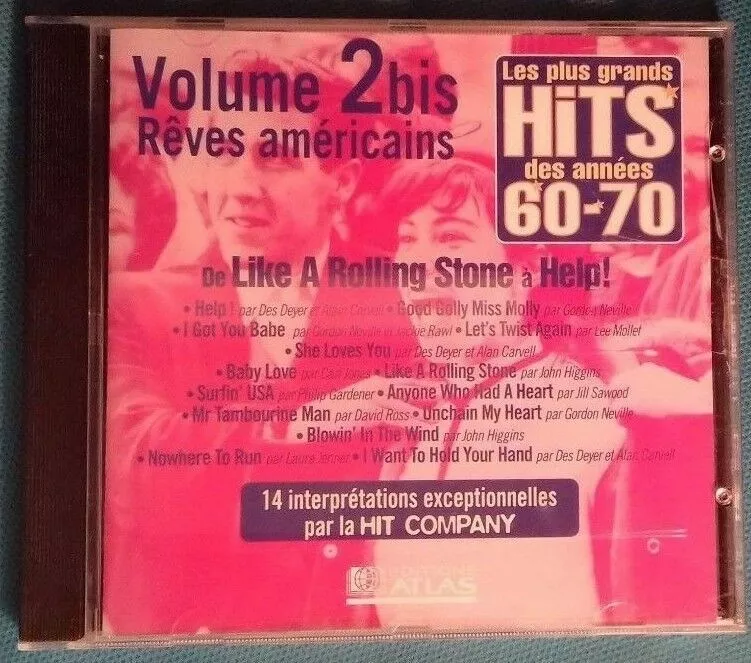 Volume 2bis
Rêves américains
Les plus grands
HiTS
des années
60-70
De Like A Rolling Stone à Help!
• Help ! par Des Deyer et Alan Carvell • Good Golly Miss Molly par Gordon Neville
• I Got You Babe par Gordon Neville et Jackie Rawl • Let's Twist Again par Lee Mollet
• She Loves You par Des Deyer et Alan Carvell
• Baby Love par Jones • Like A Rolling Stone par John Higgins
• Surfin' USA par Philip Gardener • Anyone Who Had A Heart par Jill Sawood
• Mr Tambourine Man par David Ross • Unchain My Heart par Gordon Neville
• Blowin' In The Wind par John Higgins
• Nowhere To Run par Laura Jenner • I Want To Hold Your Hand par Des Deyer et Alan Carvell
14 interprétations exceptionnelles
par la HIT COMPANY
EDITIONS
ATLAS